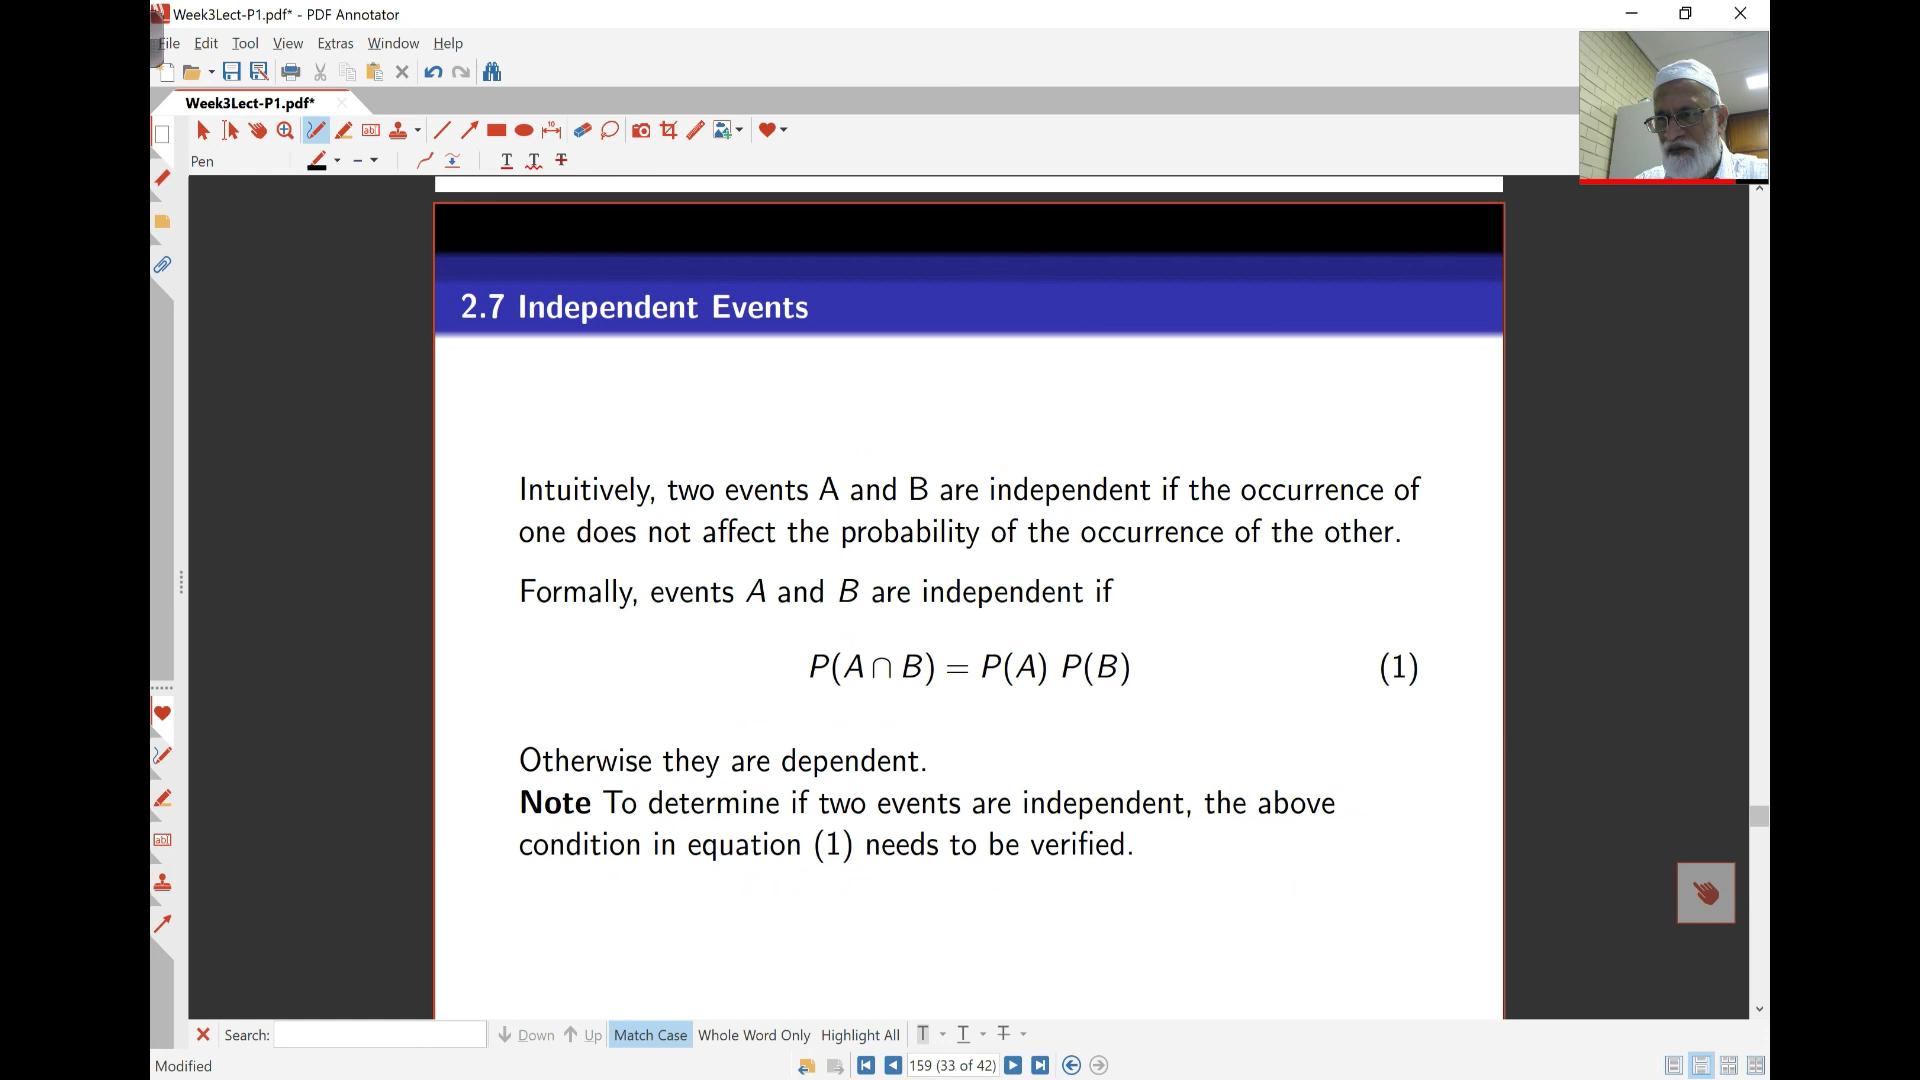 Week3Lect-P1.pdf* - PDF Annotator
File Edit Tool View Extras Window Help
Week3Lect-P1.pdf*
Pen
2.7 Independent Events
Intuitively, two events A and B are independent if the occurrence of
one does not affect the probability of the occurrence of the other.
Formally, events A and B are independent if
P(A ∩ B) = P(A) P(B) (1)
Otherwise they are dependent.
Note To determine if two events are independent, the above
condition in equation (1) needs to be verified.
Search: Down Up Match Case Whole Word Only Highlight All
159 (33 of 42)
Modified